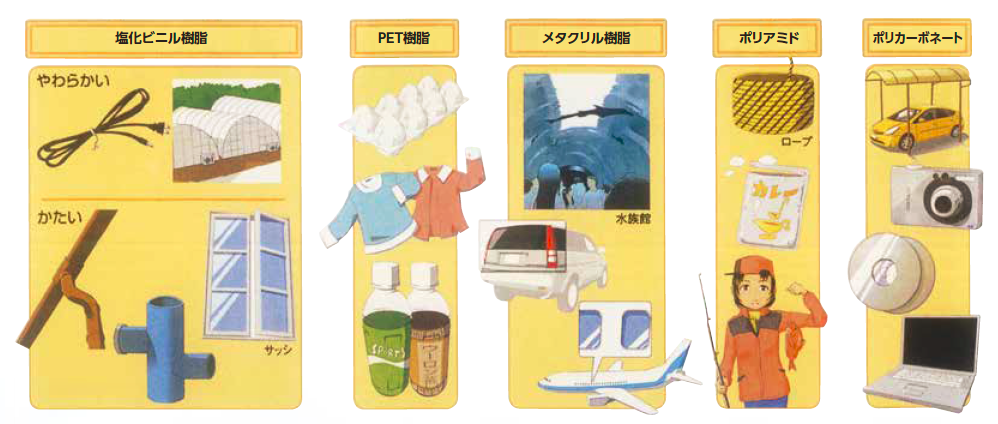 塩化ビニル樹脂
PET樹脂
メタクリル樹脂
ポリアミド
ポリカーボネート
やわらかい
かたい
サッシ
水族館
ロープ
カレー